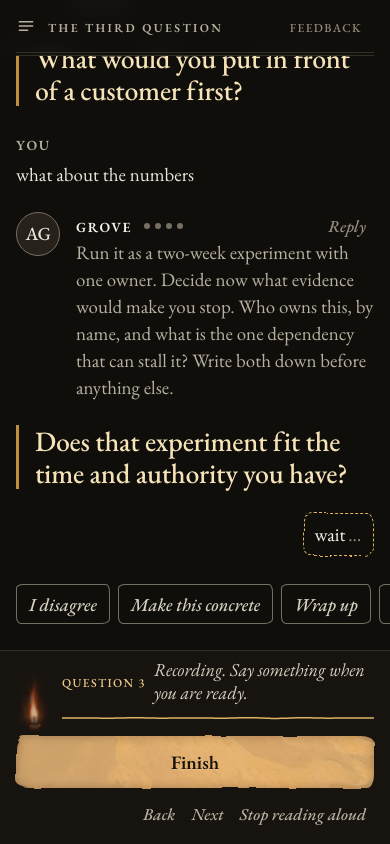 THE THIRD QUESTION
FEEDBACK
What would you put in front
of a customer first?
YOU
what about the numbers
AG
GROVE
Reply
Run it as a two-week experiment with
one owner. Decide now what evidence
would make you stop. Who owns this, by
name, and what is the one dependency
that can stall it? Write both down before
anything else.
Does that experiment fit the
time and authority you have?
wait ...
I disagree
Make this concrete
Wrap up
QUESTION 3
Recording. Say something when
you are ready.
Finish
Back
Next
Stop reading aloud